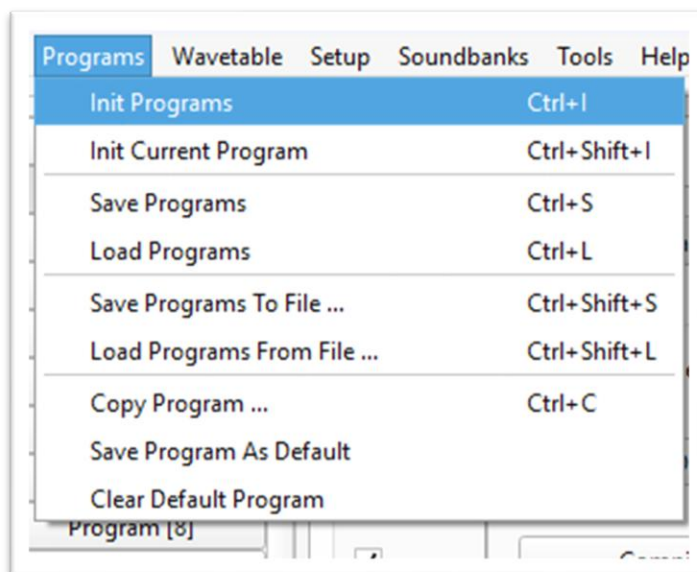 Programs Wavetable Setup Soundbanks Tools Help
Init Programs Ctrl+I
Init Current Program Ctrl+Shift+I
Save Programs Ctrl+S
Load Programs Ctrl+L
Save Programs To File ... Ctrl+Shift+S
Load Programs From File ... Ctrl+Shift+L
Copy Program ... Ctrl+C
Save Program As Default
Clear Default Program
Program [8]